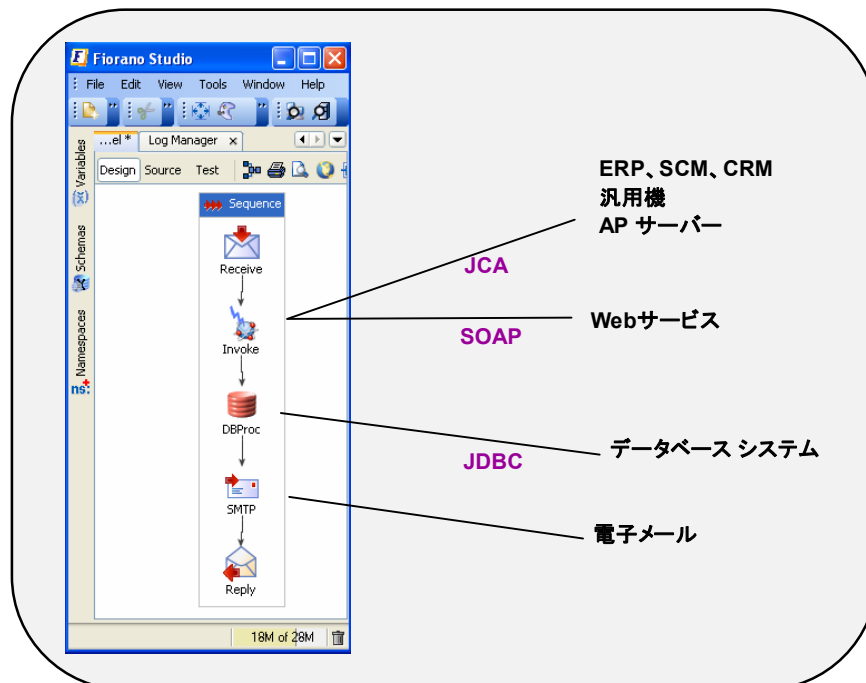 Fiorano Studio
File Edit View Tools Window Help
...el * Log Manager x
Design Source Test
Variables
Schemas
Namespaces
ns:
Sequence
Receive
Invoke
DBProc
SMTP
Reply
18M of 28M
JCA
SOAP
JDBC
ERP、SCM、CRM
汎用機
AP サーバー
Webサービス
データベース システム
電子メール